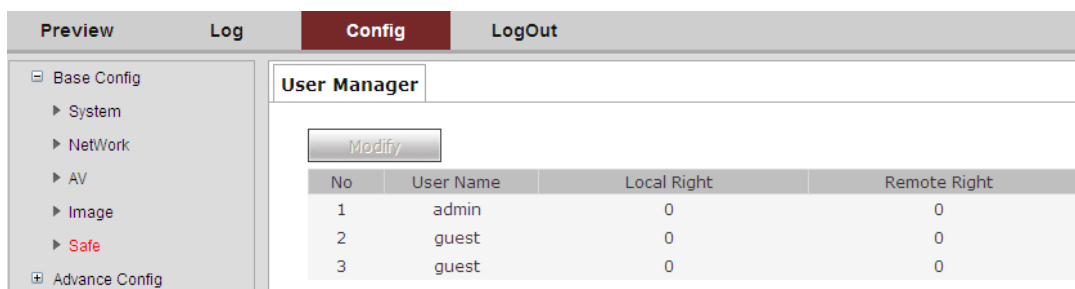 Preview Log Config LogOut
Base Config
System
NetWork
AV
Image
Safe
Advance Config
User Manager
Modify
No User Name Local Right Remote Right
1 admin 0 0
2 guest 0 0
3 guest 0 0